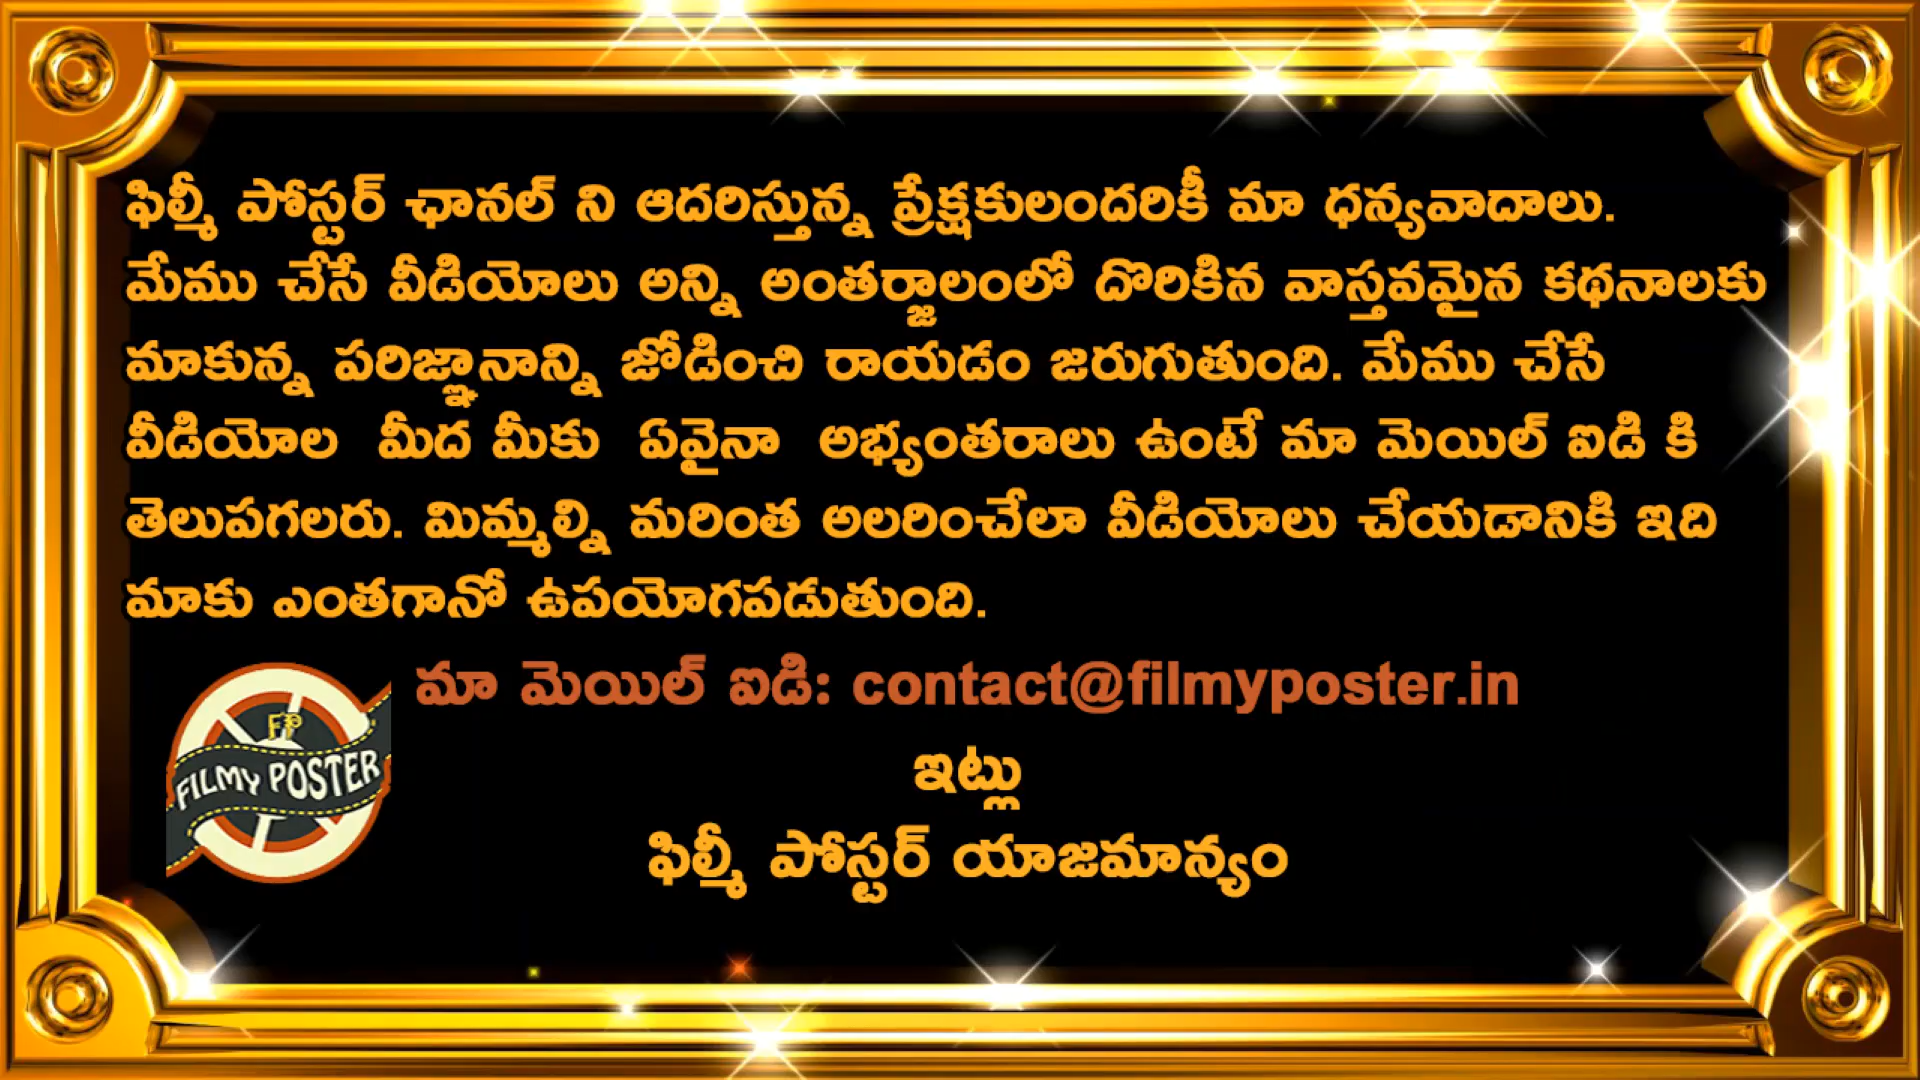 ఫిల్మీ పోస్టర్ ఛానల్ ని ఆదరిస్తున్న ప్రేక్షకులందరికీ మా ధన్యవాదాలు.
మేము చేసే వీడియోలు అన్ని అంతర్జాలంలో దొరికిన వాస్తవమైన కథనాలకు
మాకున్న పరిజ్ఞానాన్ని జోడించి రాయడం జరుగుతుంది. మేము చేసే
వీడియోల మీద మీకు ఏవైనా అభ్యంతరాలు ఉంటే మా మెయిల్ ఐడి కి
తెలుపగలరు. మిమ్మల్ని మరింత అలరించేలా వీడియోలు చేయడానికి ఇది
మాకు ఎంతగానో ఉపయోగపడుతుంది.
మా మెయిల్ ఐడి: contact@filmyposter.in
FP
FILMY POSTER
ఇట్లు
ఫిల్మీ పోస్టర్ యాజమాన్యం